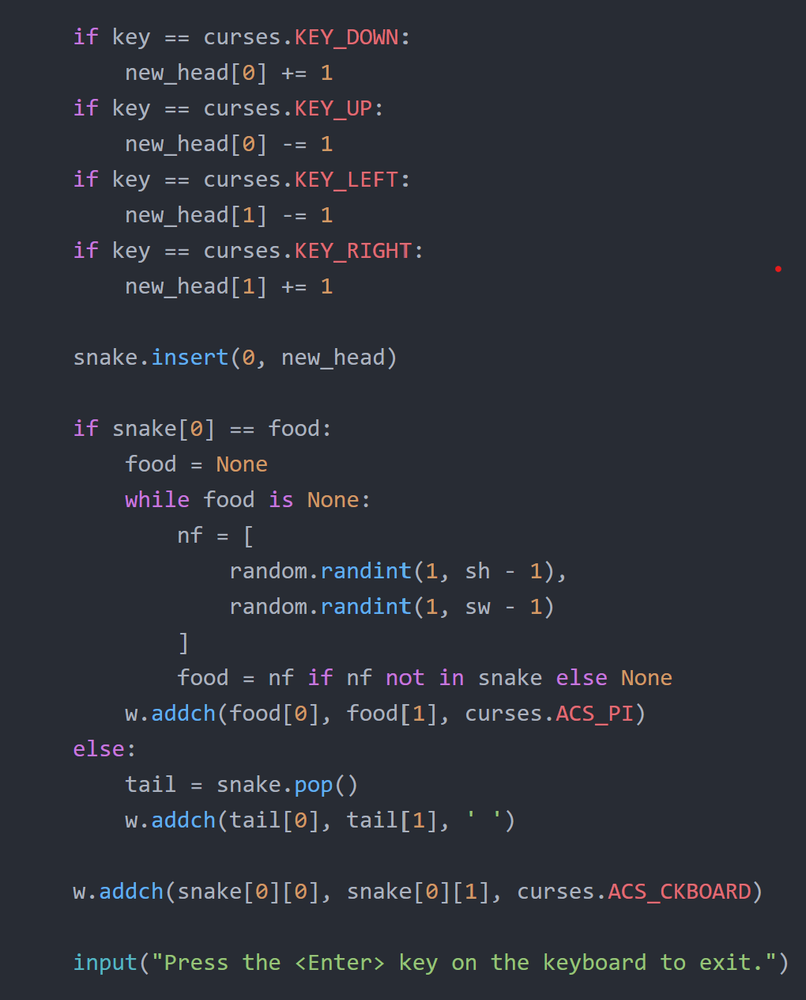 if key == curses.KEY_DOWN:
    new_head[0] += 1
if key == curses.KEY_UP:
    new_head[0] -= 1
if key == curses.KEY_LEFT:
    new_head[1] -= 1
if key == curses.KEY_RIGHT:
    new_head[1] += 1

snake.insert(0, new_head)

if snake[0] == food:
    food = None
    while food is None:
        nf = [
            random.randint(1, sh - 1),
            random.randint(1, sw - 1)
        ]
        food = nf if nf not in snake else None
    w.addch(food[0], food[1], curses.ACS_PI)
else:
    tail = snake.pop()
    w.addch(tail[0], tail[1], ' ')

w.addch(snake[0][0], snake[0][1], curses.ACS_CKBOARD)

input("Press the <Enter> key on the keyboard to exit.")